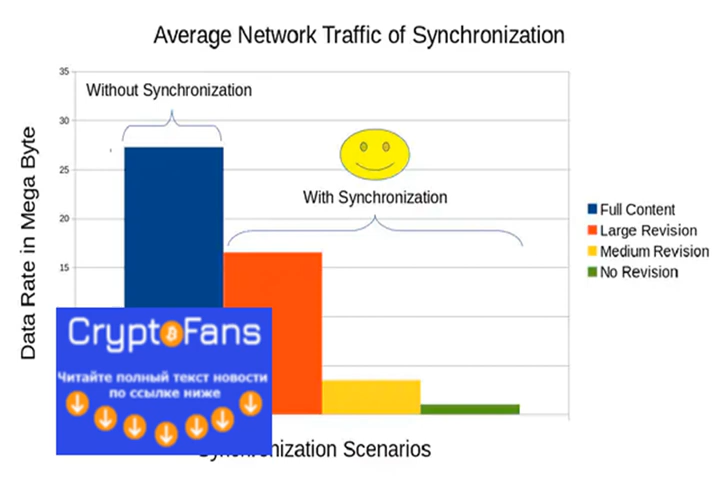 Average Network Traffic of Synchronization
35
Without Synchronization
30
25
With Synchronization
20
15
Data Rate in Mega Byte
Full Content
Large Revision
Medium Revision
No Revision
CryptoFans
Читайте полный текст новости
по ссылке ниже
Synchronization Scenarios